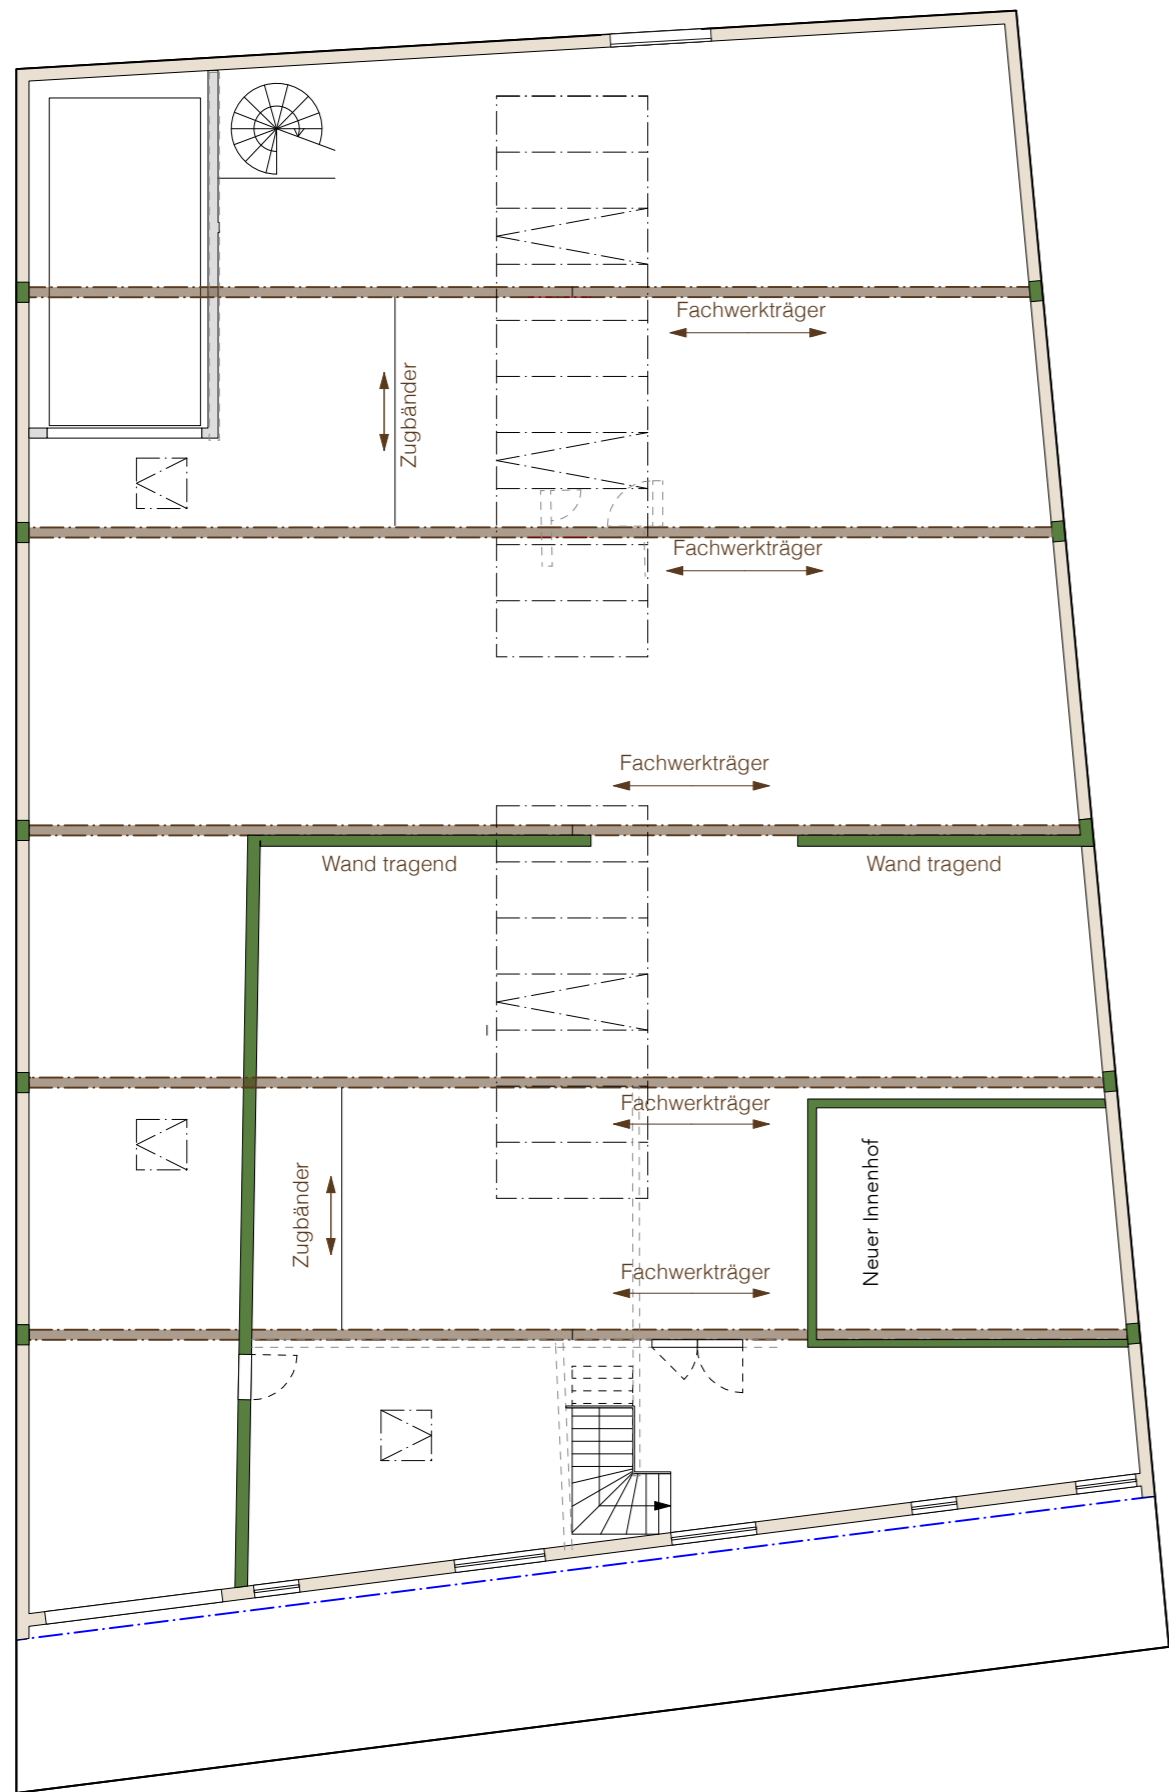 Fachwerkträger
Zugbänder
Fachwerkträger
Fachwerkträger
Wand tragend
Wand tragend
Fachwerkträger
Neuer Innenhof
Zugbänder
Fachwerkträger